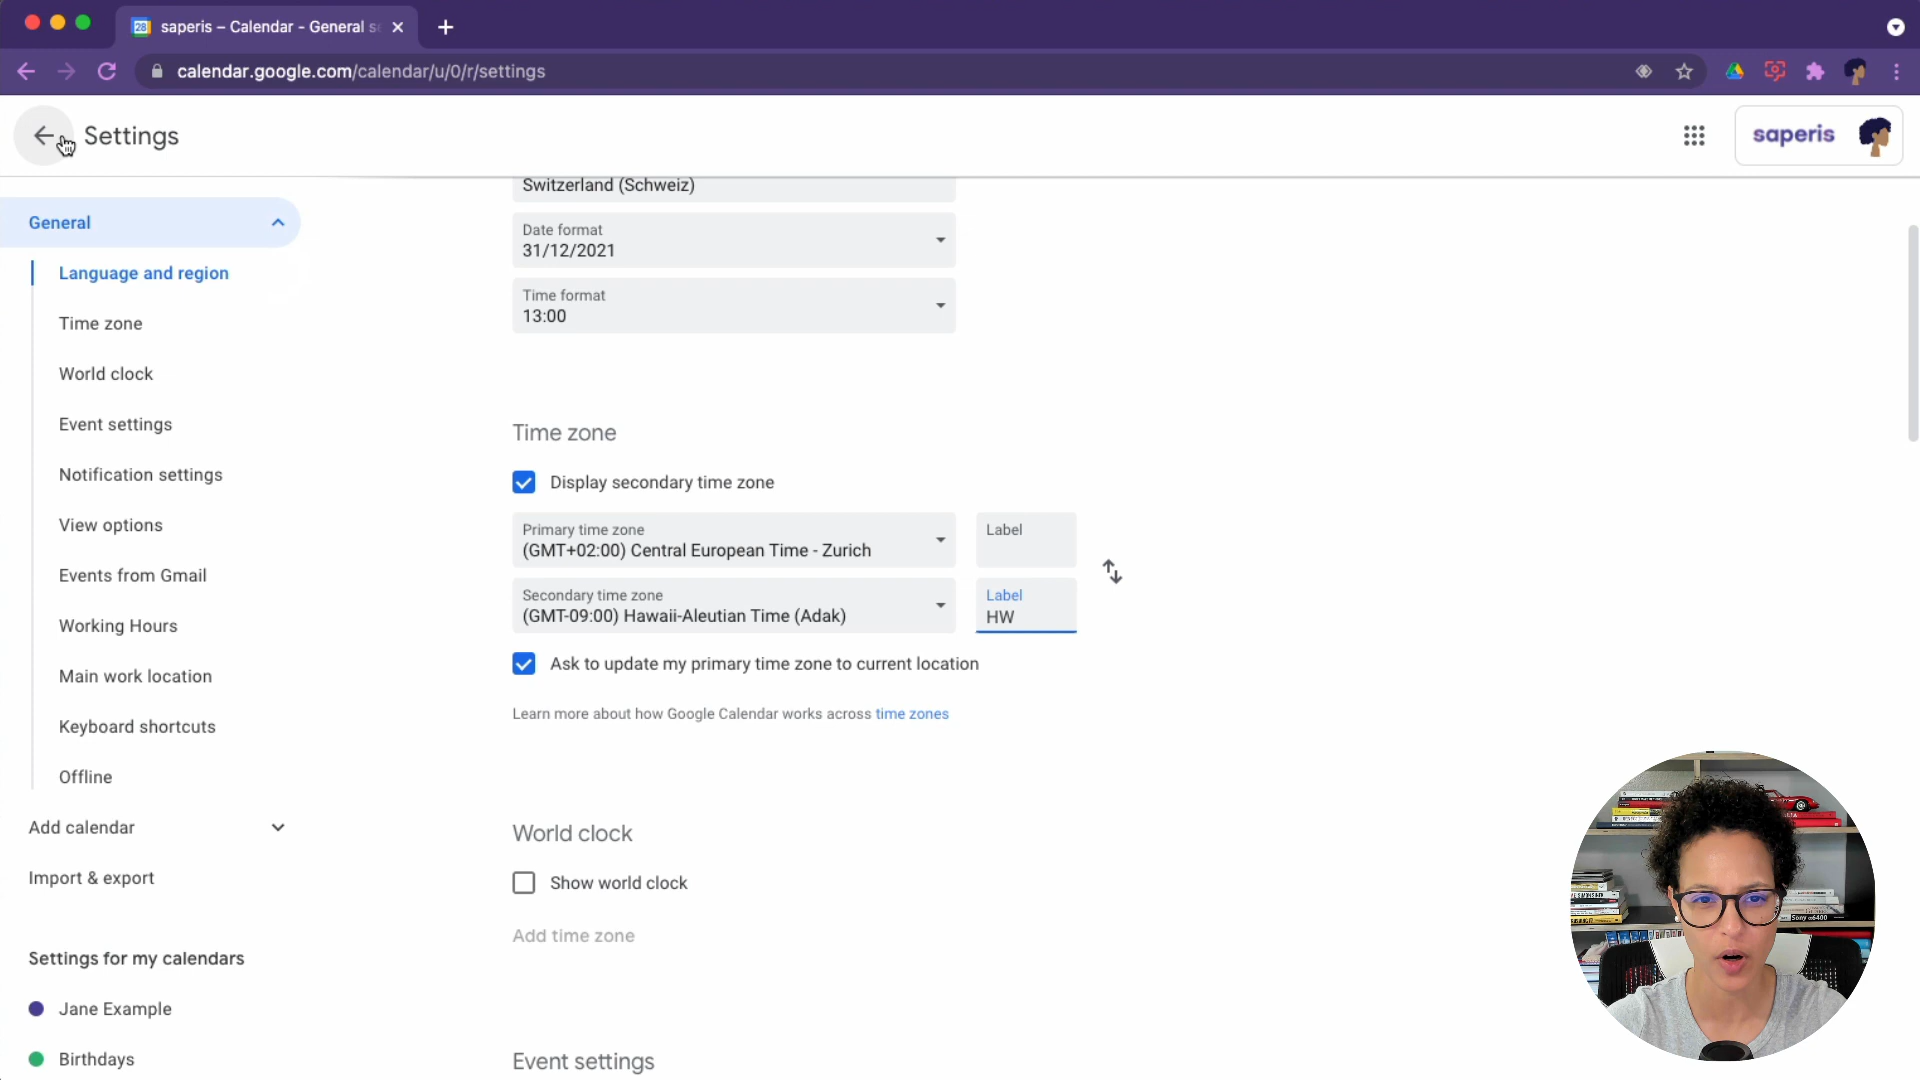 saperis – Calendar - General se
calendar.google.com/calendar/u/0/r/settings
Settings
saperis
General
Language and region
Time zone
World clock
Event settings
Notification settings
View options
Events from Gmail
Working Hours
Main work location
Keyboard shortcuts
Offline
Add calendar
Import & export
Settings for my calendars
Jane Example
Birthdays
Switzerland (Schweiz)
Date format
31/12/2021
Time format
13:00
Time zone
Display secondary time zone
Primary time zone
(GMT+02:00) Central European Time - Zurich
Label
Secondary time zone
(GMT-09:00) Hawaii-Aleutian Time (Adak)
Label
HW
Ask to update my primary time zone to current location
Learn more about how Google Calendar works across time zones
World clock
Show world clock
Add time zone
Event settings
Sony α6400